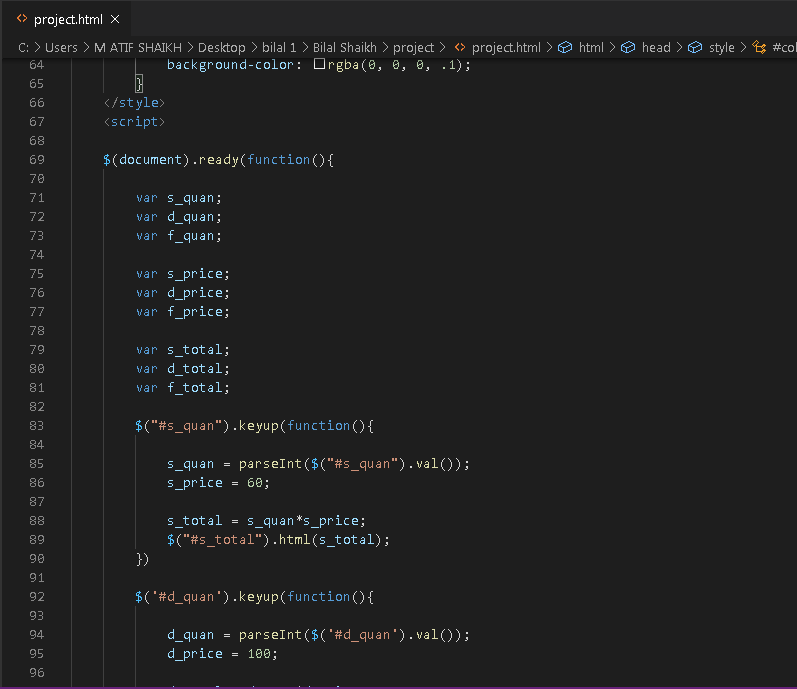 project.html ×
C: > Users > M ATIF SHAIKH > Desktop > bilal 1 > Bilal Shaikh > project > project.html > html > head > style > #col
64 background-color: rgba(0, 0, 0, .1);
65 }
66 </style>
67 <script>
68
69 $(document).ready(function(){
70
71 var s_quan;
72 var d_quan;
73 var f_quan;
74
75 var s_price;
76 var d_price;
77 var f_price;
78
79 var s_total;
80 var d_total;
81 var f_total;
82
83 $("#s_quan").keyup(function(){
84
85 s_quan = parseInt($("#s_quan").val());
86 s_price = 60;
87
88 s_total = s_quan*s_price;
89 $("#s_total").html(s_total);
90 })
91
92 $('#d_quan').keyup(function(){
93
94 d_quan = parseInt($('#d_quan').val());
95 d_price = 100;
96